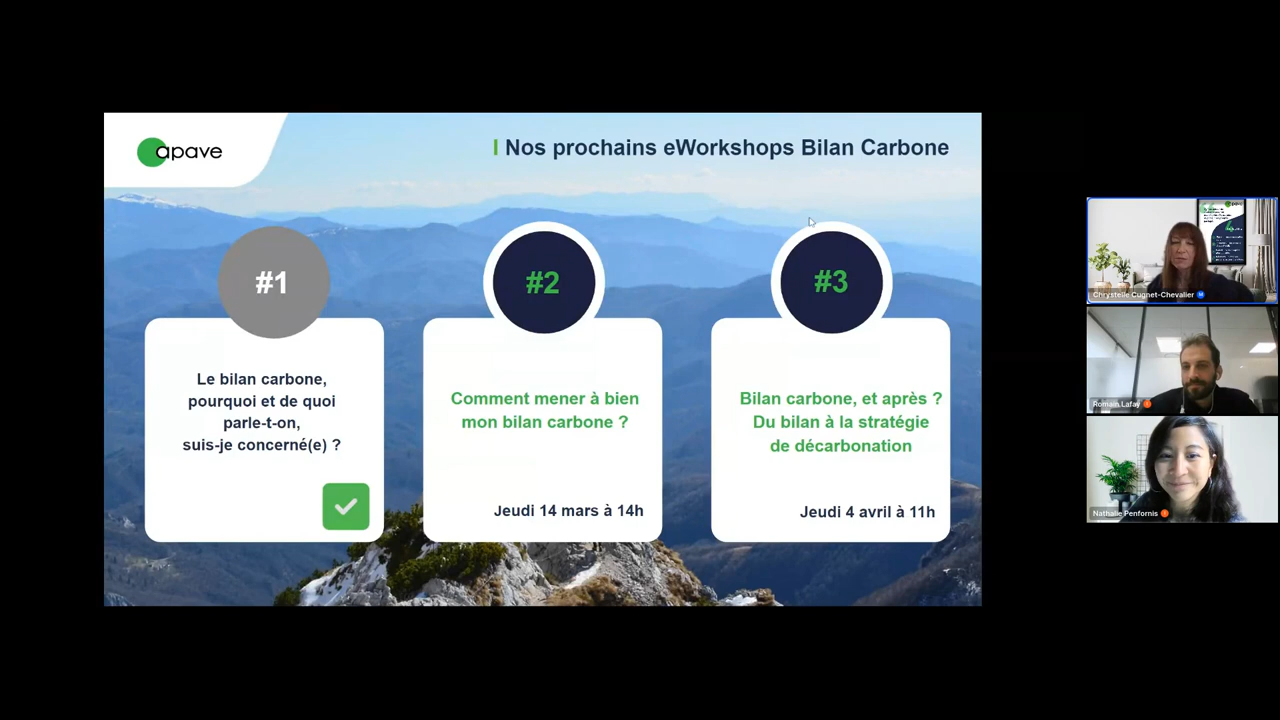 apave
Nos prochains eWorkshops Bilan Carbone
#1
Le bilan carbone,
pourquoi et de quoi
parle-t-on,
suis-je concerné(e) ?
#2
Comment mener à bien
mon bilan carbone ?
Jeudi 14 mars à 14h
#3
Bilan carbone, et après ?
Du bilan à la stratégie
de décarbonation
Jeudi 4 avril à 11h
Chrystelle Cugnet-Chevalier
Romain Lafay
Nathalie Penfornis